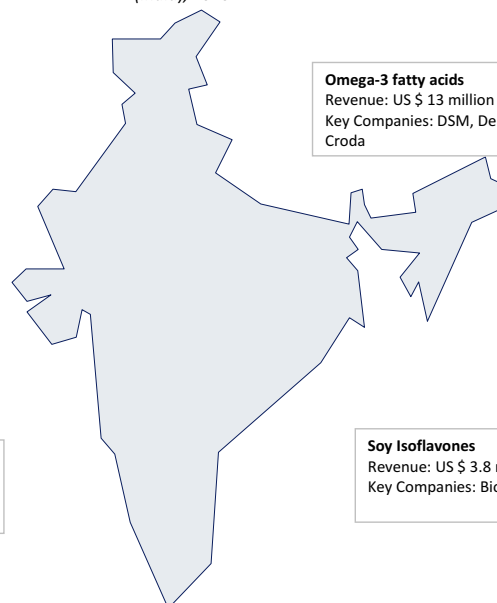 Omega-3 fatty acids
Revenue: US $ 13 million
Key Companies: DSM, De
Croda
Soy Isoflavones
Revenue: US $ 3.8
Key Companies: